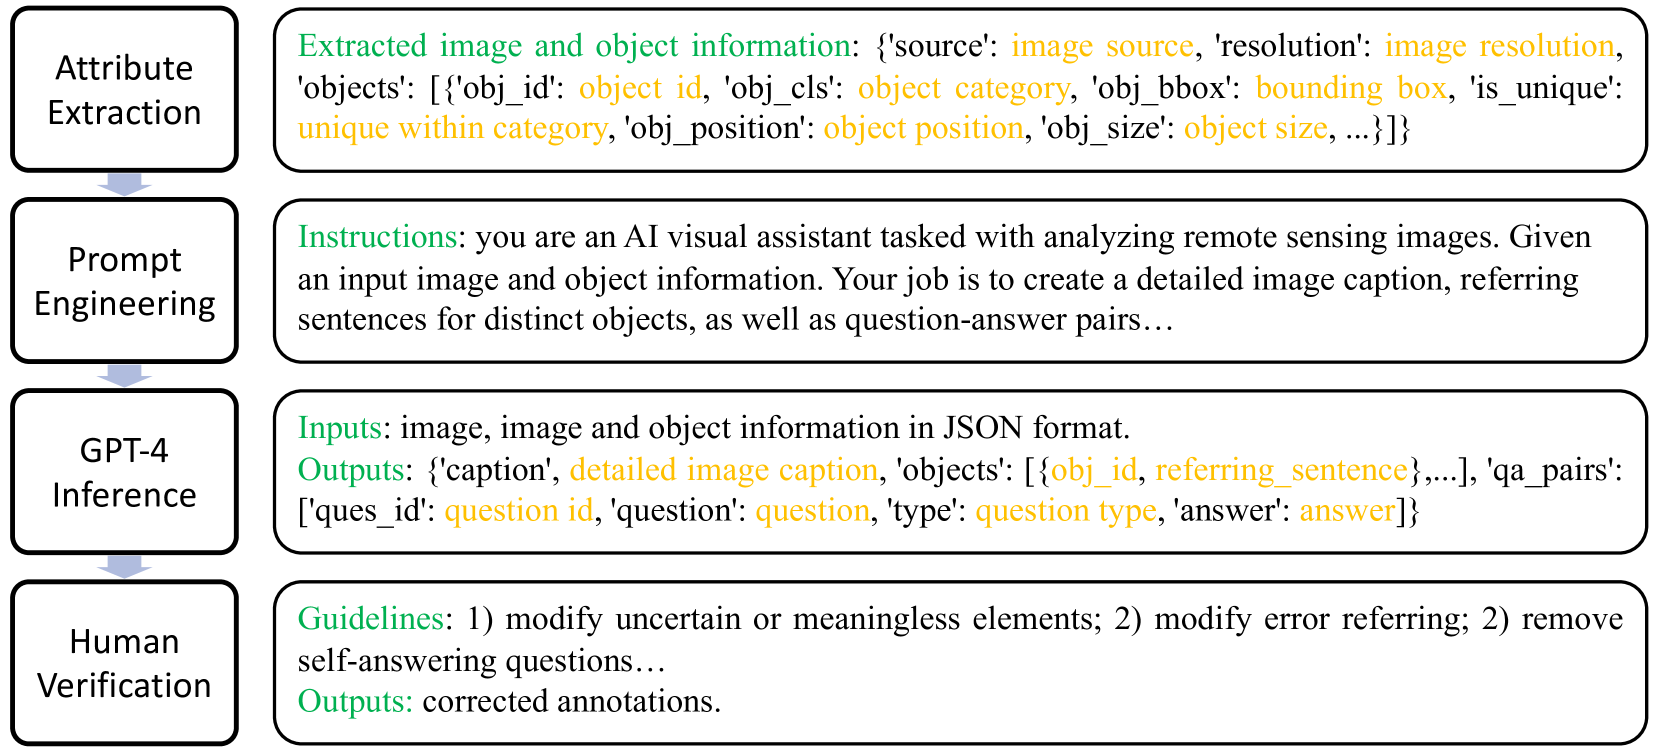 Attribute
Extraction
Extracted image and object information: {'source': image source, 'resolution': image resolution,
'objects': [{'obj_id': object id, 'obj_cls': object category, 'obj_bbox': bounding box, 'is_unique':
unique within category, 'obj_position': object position, 'obj_size': object size, ...}]}
Prompt
Engineering
Instructions: you are an AI visual assistant tasked with analyzing remote sensing images. Given
an input image and object information. Your job is to create a detailed image caption, referring
sentences for distinct objects, as well as question-answer pairs…
GPT-4
Inference
Inputs: image, image and object information in JSON format.
Outputs: {'caption', detailed image caption, 'objects': [{obj_id, referring_sentence},...], 'qa_pairs':
['ques_id': question id, 'question': question, 'type': question type, 'answer': answer]}
Human
Verification
Guidelines: 1) modify uncertain or meaningless elements; 2) modify error referring; 2) remove
self-answering questions…
Outputs: corrected annotations.